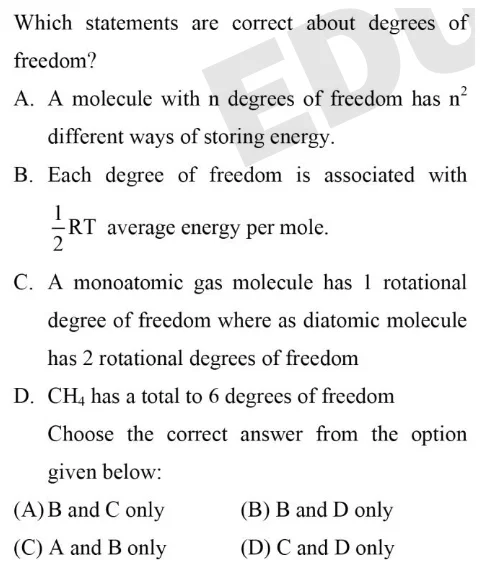 Which statements are correct about degrees of
freedom?
A. A molecule with n degrees of freedom has n²
different ways of storing energy.
B. Each degree of freedom is associated with
1/2 RT average energy per mole.
C. A monoatomic gas molecule has 1 rotational
degree of freedom where as diatomic molecule
has 2 rotational degrees of freedom
D. CH₄ has a total to 6 degrees of freedom
Choose the correct answer from the option
given below:
(A) B and C only (B) B and D only
(C) A and B only (D) C and D only
EDU